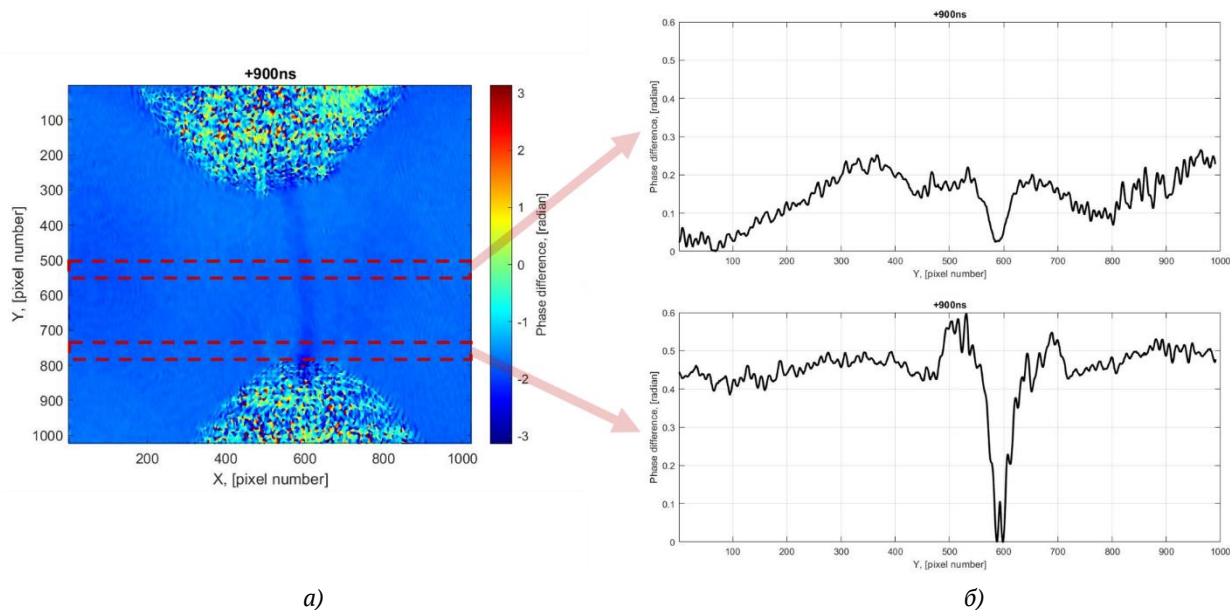 +900ns
3
2
1
0
-1
-2
-3
Phase difference, [radian]
100
200
300
400
500
600
700
800
900
1000
Y, [pixel number]
200
400
600
800
1000
X, [pixel number]
а)
+900ns
0.6
0.5
0.4
0.3
0.2
0.1
0
Phase difference, [radian]
100 200 300 400 500 600 700 800 900 1000
Y, [pixel number]
+900ns
0.6
0.5
0.4
0.3
0.2
0.1
0
Phase difference, [radian]
100 200 300 400 500 600 700 800 900 1000
Y, [pixel number]
б)